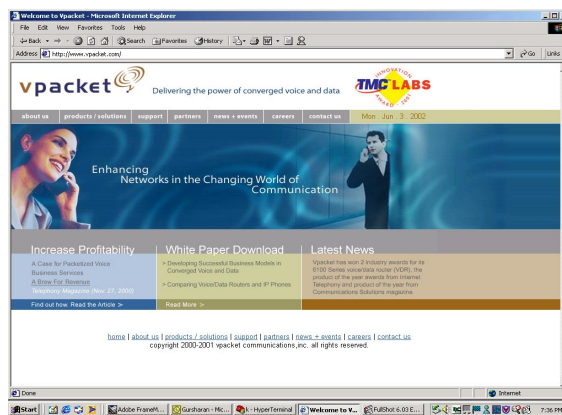 Welcome to Vpacket - Microsoft Internet Explorer
File Edit View Favorites Tools Help
Back Search Favorites History
Address http://www.vpacket.com/ Go Links
vpacket Delivering the power of converged voice and data
INNOVATION
TMC LABS
AWARD 2001
about us products / solutions support partners news + events careers contact us Mon . Jun . 3 . 2002
Enhancing
Networks in the Changing World of
Communication
Increase Profitability
A Case for Packetized Voice
Business Services
A Brew For Revenue
Telephony Magazine (Nov. 27, 2000)
Find out how. Read the Article >
White Paper Download
> Developing Successful Business Models in
Converged Voice and Data
> Comparing Voice/Data Routers and IP Phones
Read More >
Latest News
Vpacket has won 2 industry awards for its
6100 Series voice/data router (VDR), the
product of the year awards from Internet
Telephony and product of the year from
Communications Solutions magazine.
home | about us | products / solutions | support | partners | news + events | careers | contact us
copyright 2000-2001 vpacket communications,inc. all rights reserved.
Done Internet
Start Adobe FrameM... Gursharan - Mic... k - HyperTerminal Welcome to V... FullShot 6.03 E... 7:36 PM